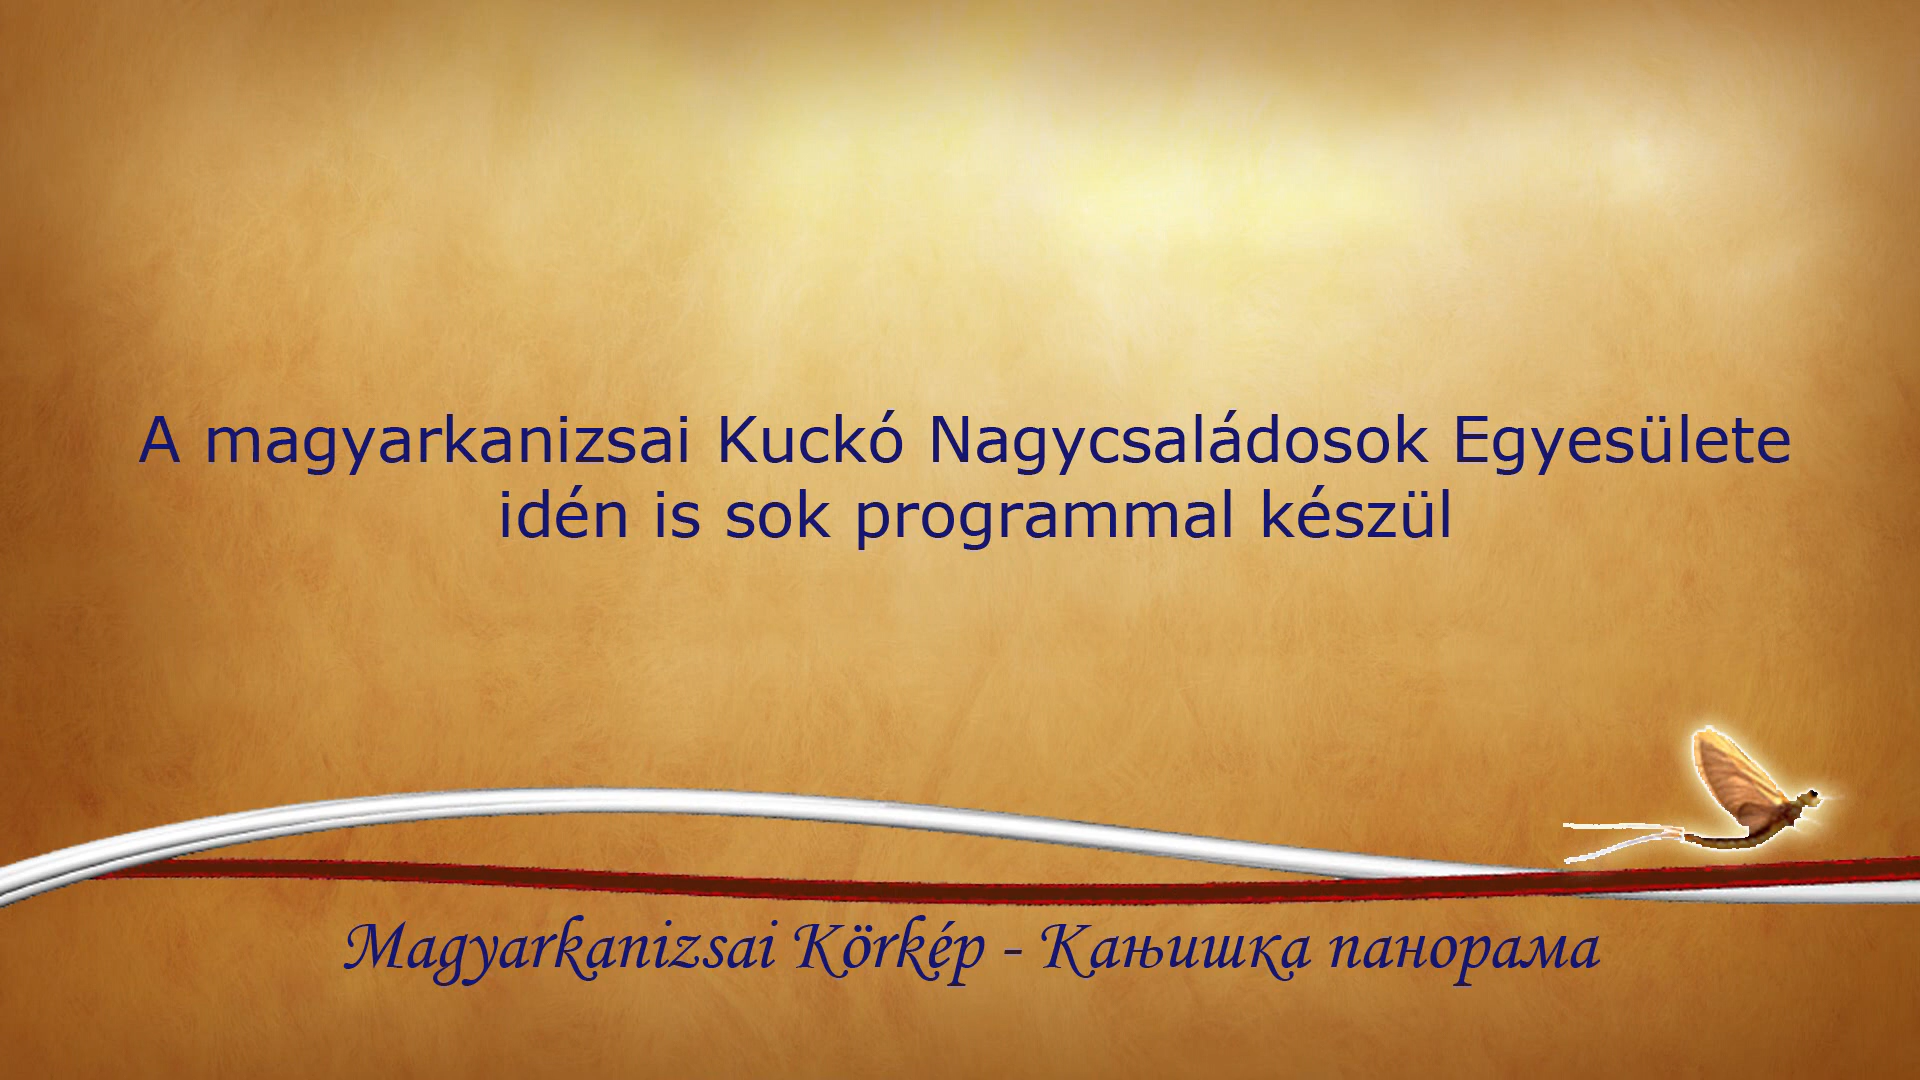 A magyarkanizsai Kuckó Nagycsaládosok Egyesülete
idén is sok programmal készül
Magyarkanizsai Körkép - Кањишка панорама